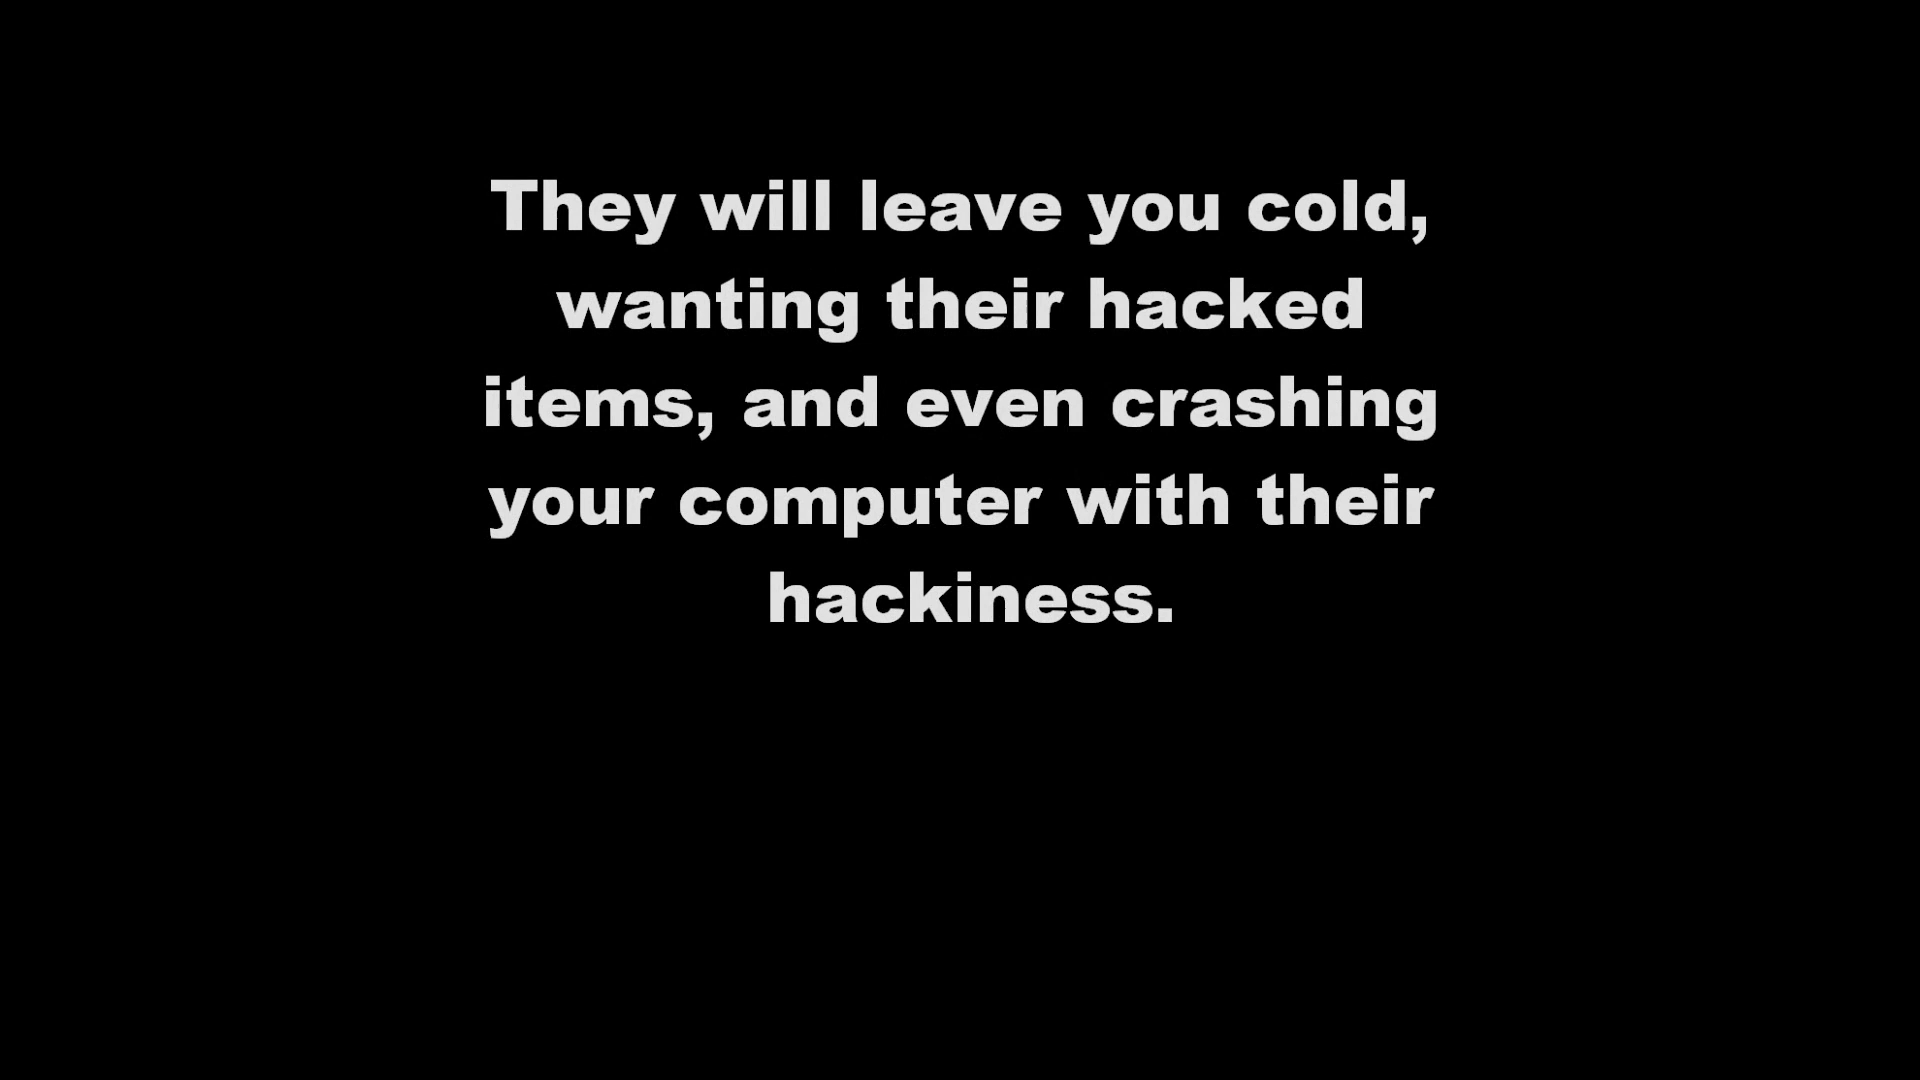 They will leave you cold,
wanting their hacked
items, and even crashing
your computer with their
hackiness.